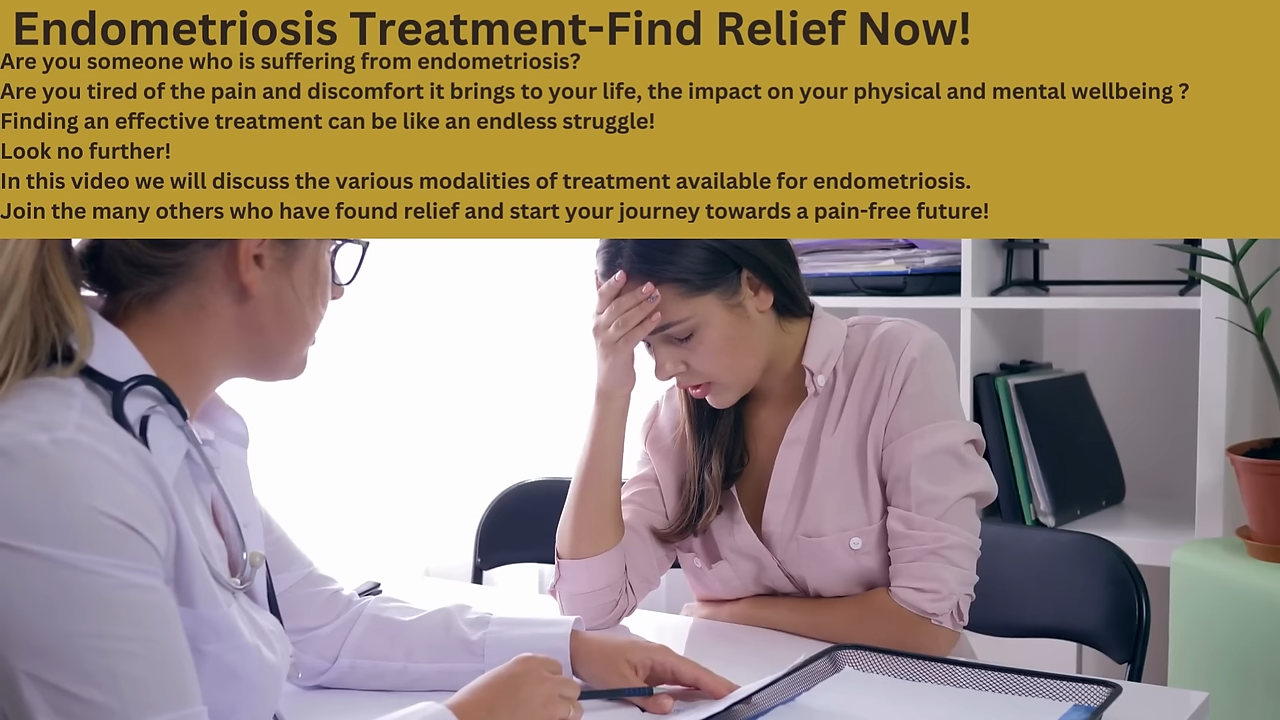 Endometriosis Treatment-Find Relief Now!
Are you someone who is suffering from endometriosis?
Are you tired of the pain and discomfort it brings to your life, the impact on your physical and mental wellbeing ?
Finding an effective treatment can be like an endless struggle!
Look no further!
In this video we will discuss the various modalities of treatment available for endometriosis.
Join the many others who have found relief and start your journey towards a pain-free future!